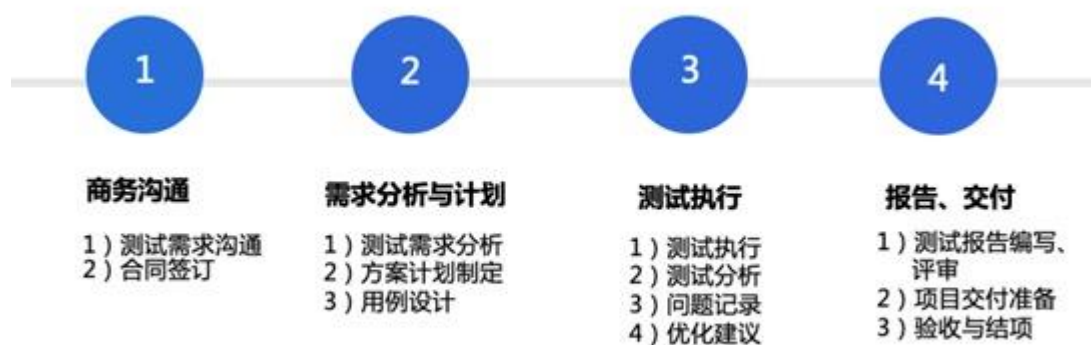 1
商务沟通
1）测试需求沟通
2）合同签订
2
需求分析与计划
1）测试需求分析
2）方案计划制定
3）用例设计
3
测试执行
1）测试执行
2）测试分析
3）问题记录
4）优化建议
4
报告、交付
1）测试报告编写、
评审
2）项目交付准备
3）验收与结项